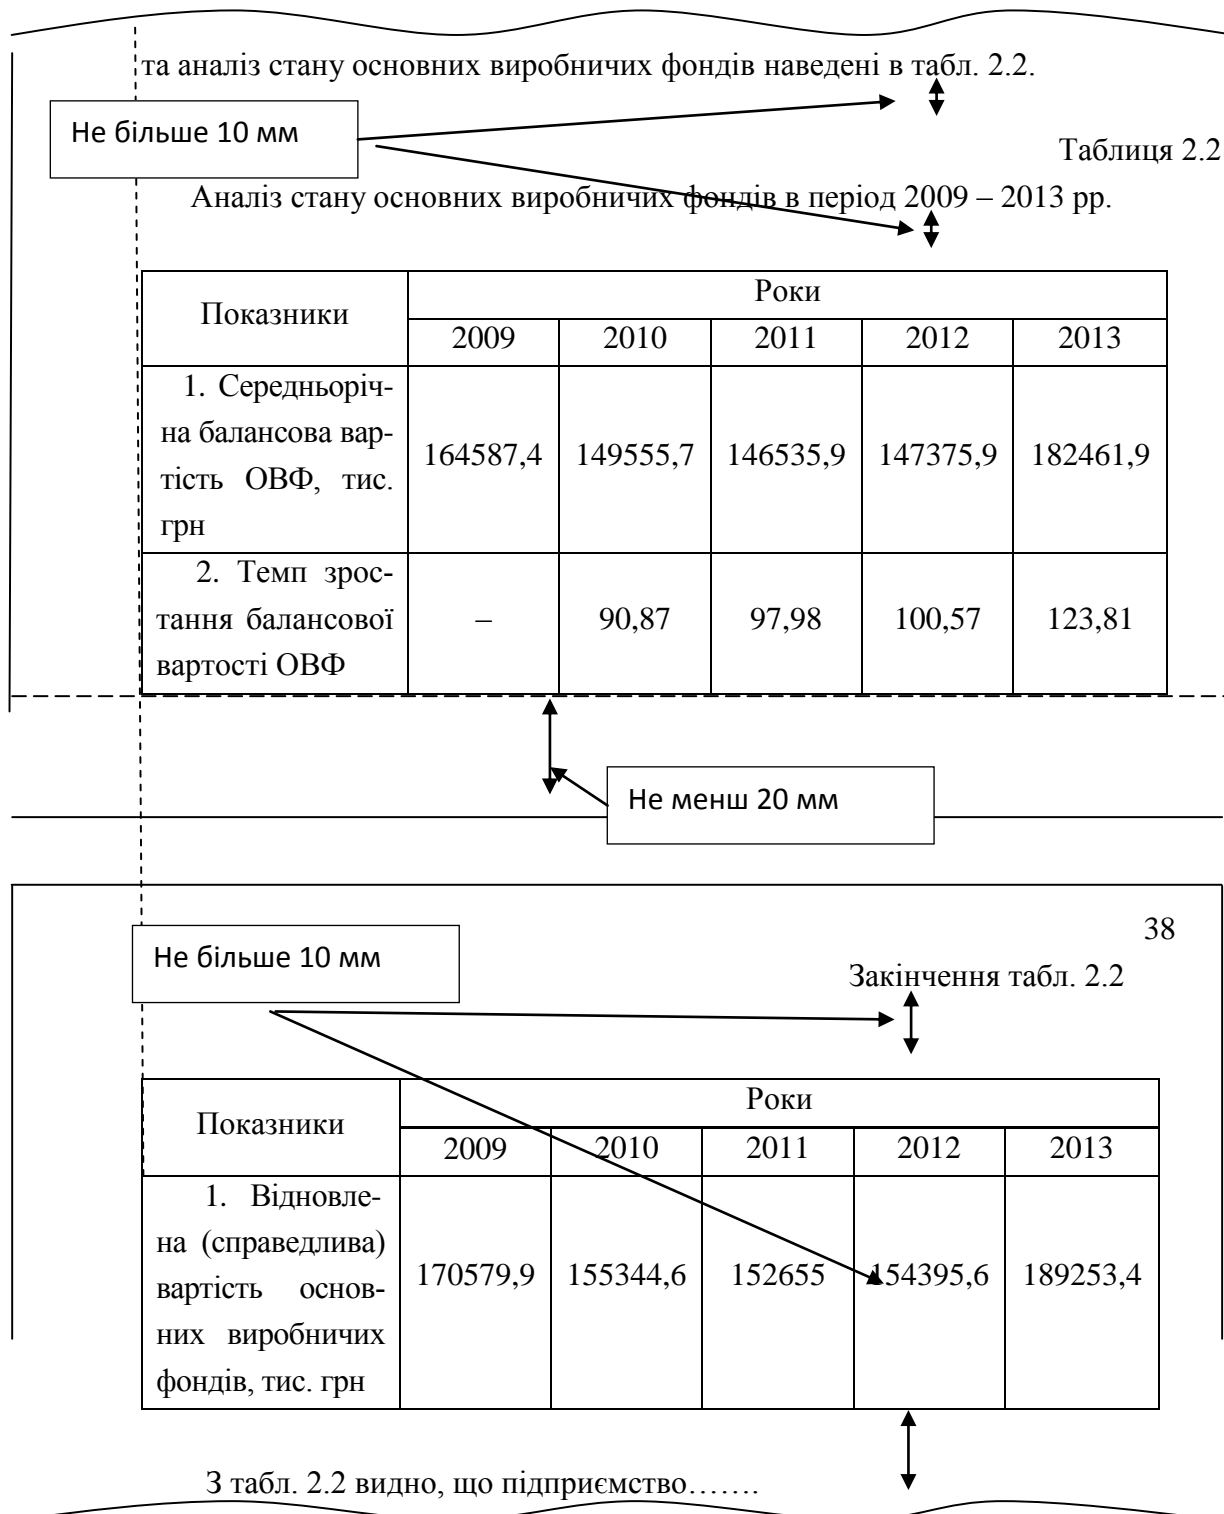 та аналіз стану основних виробничих фондів наведені в табл. 2.2.
Не більше 10 мм
Таблиця 2.2
Аналіз стану основних виробничих фондів в період 2009 – 2013 рр.
Показники
Роки
2009 2010 2011 2012 2013
1. Середньоріч-
на балансова вар-
тість ОВФ, тис.
грн
164587,4 149555,7 146535,9 147375,9 182461,9
2. Темп зрос-
тання балансової
вартості ОВФ
– 90,87 97,98 100,57 123,81
Не менш 20 мм
38
Не більше 10 мм
Закінчення табл. 2.2
Показники
Роки
2009 2010 2011 2012 2013
1. Відновле-
на (справедлива)
вартість основ-
них виробничих
фондів, тис. грн
170579,9 155344,6 152655 154395,6 189253,4
З табл. 2.2 видно, що підприємство…….